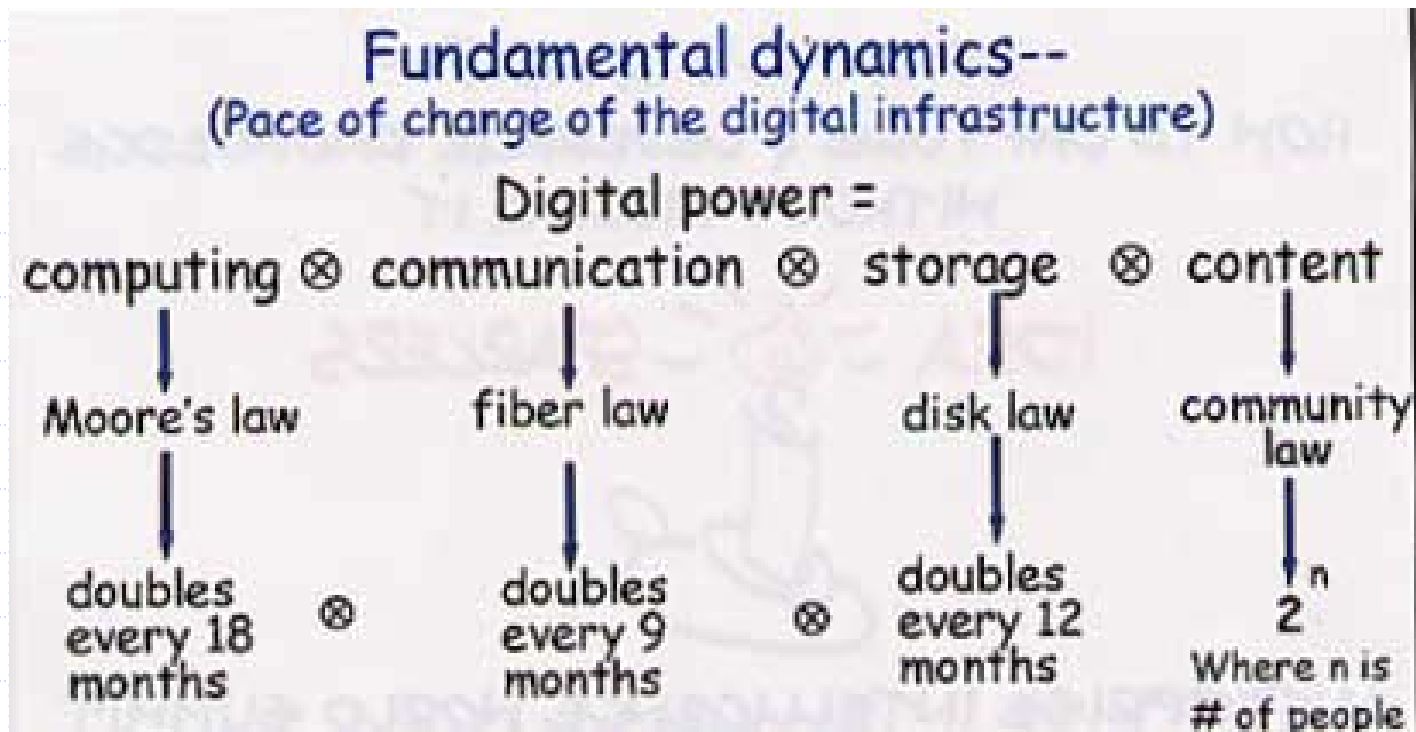 Fundamental dynamics--
(Pace of change of the digital infrastructure)
Digital power =
computing ⊗ communication ⊗ storage ⊗ content
Moore's law
fiber law
disk law
community
law
doubles
every 18
months
⊗
doubles
every 9
months
⊗
doubles
every 12
months
2ⁿ
Where n is
# of people